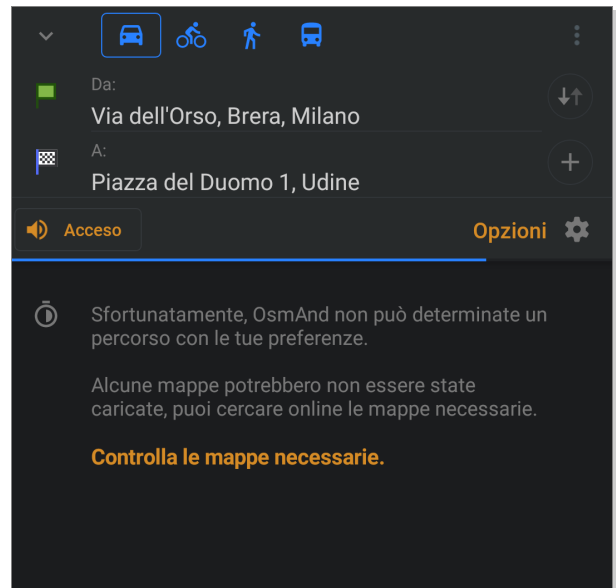 Da:
Via dell'Orso, Brera, Milano
A:
Piazza del Duomo 1, Udine
Acceso
Opzioni
Sfortunatamente, OsmAnd non può determinate un
percorso con le tue preferenze.
Alcune mappe potrebbero non essere state
caricate, puoi cercare online le mappe necessarie.
Controlla le mappe necessarie.